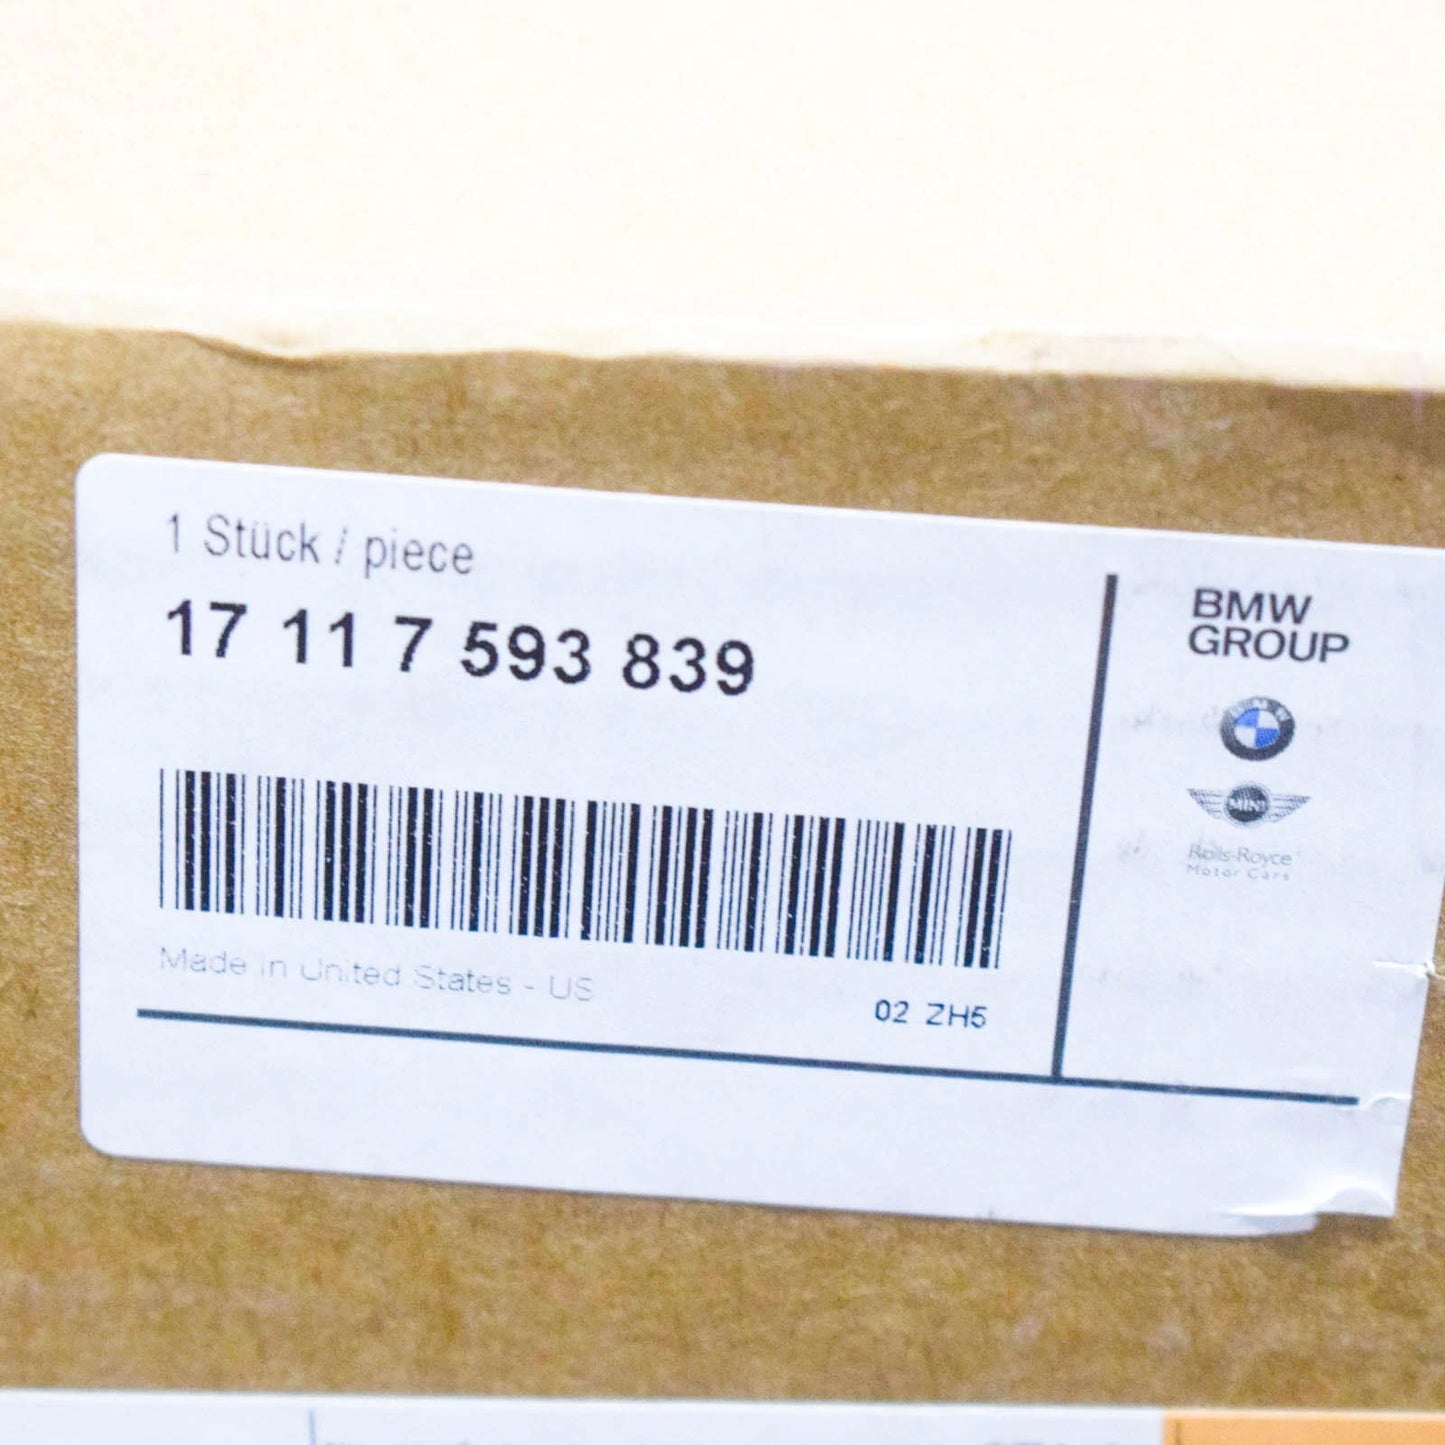 1 Stück / piece
17 11 7 593 839
Made in United States - US
02 ZH5
BMW
GROUP
BMW
MINI
Rolls-Royce
Motor Cars